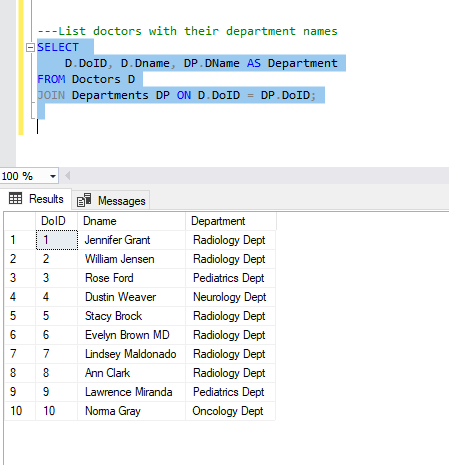 ---List doctors with their department names
SELECT
D.DoID, D.Dname, DP.DName AS Department
FROM Doctors D
JOIN Departments DP ON D.DoID = DP.DoID;
100 %
Results Messages
DoID Dname Department
1 1 Jennifer Grant Radiology Dept
2 2 William Jensen Radiology Dept
3 3 Rose Ford Pediatrics Dept
4 4 Dustin Weaver Neurology Dept
5 5 Stacy Brock Radiology Dept
6 6 Evelyn Brown MD Radiology Dept
7 7 Lindsey Maldonado Radiology Dept
8 8 Ann Clark Radiology Dept
9 9 Lawrence Miranda Pediatrics Dept
10 10 Norma Gray Oncology Dept